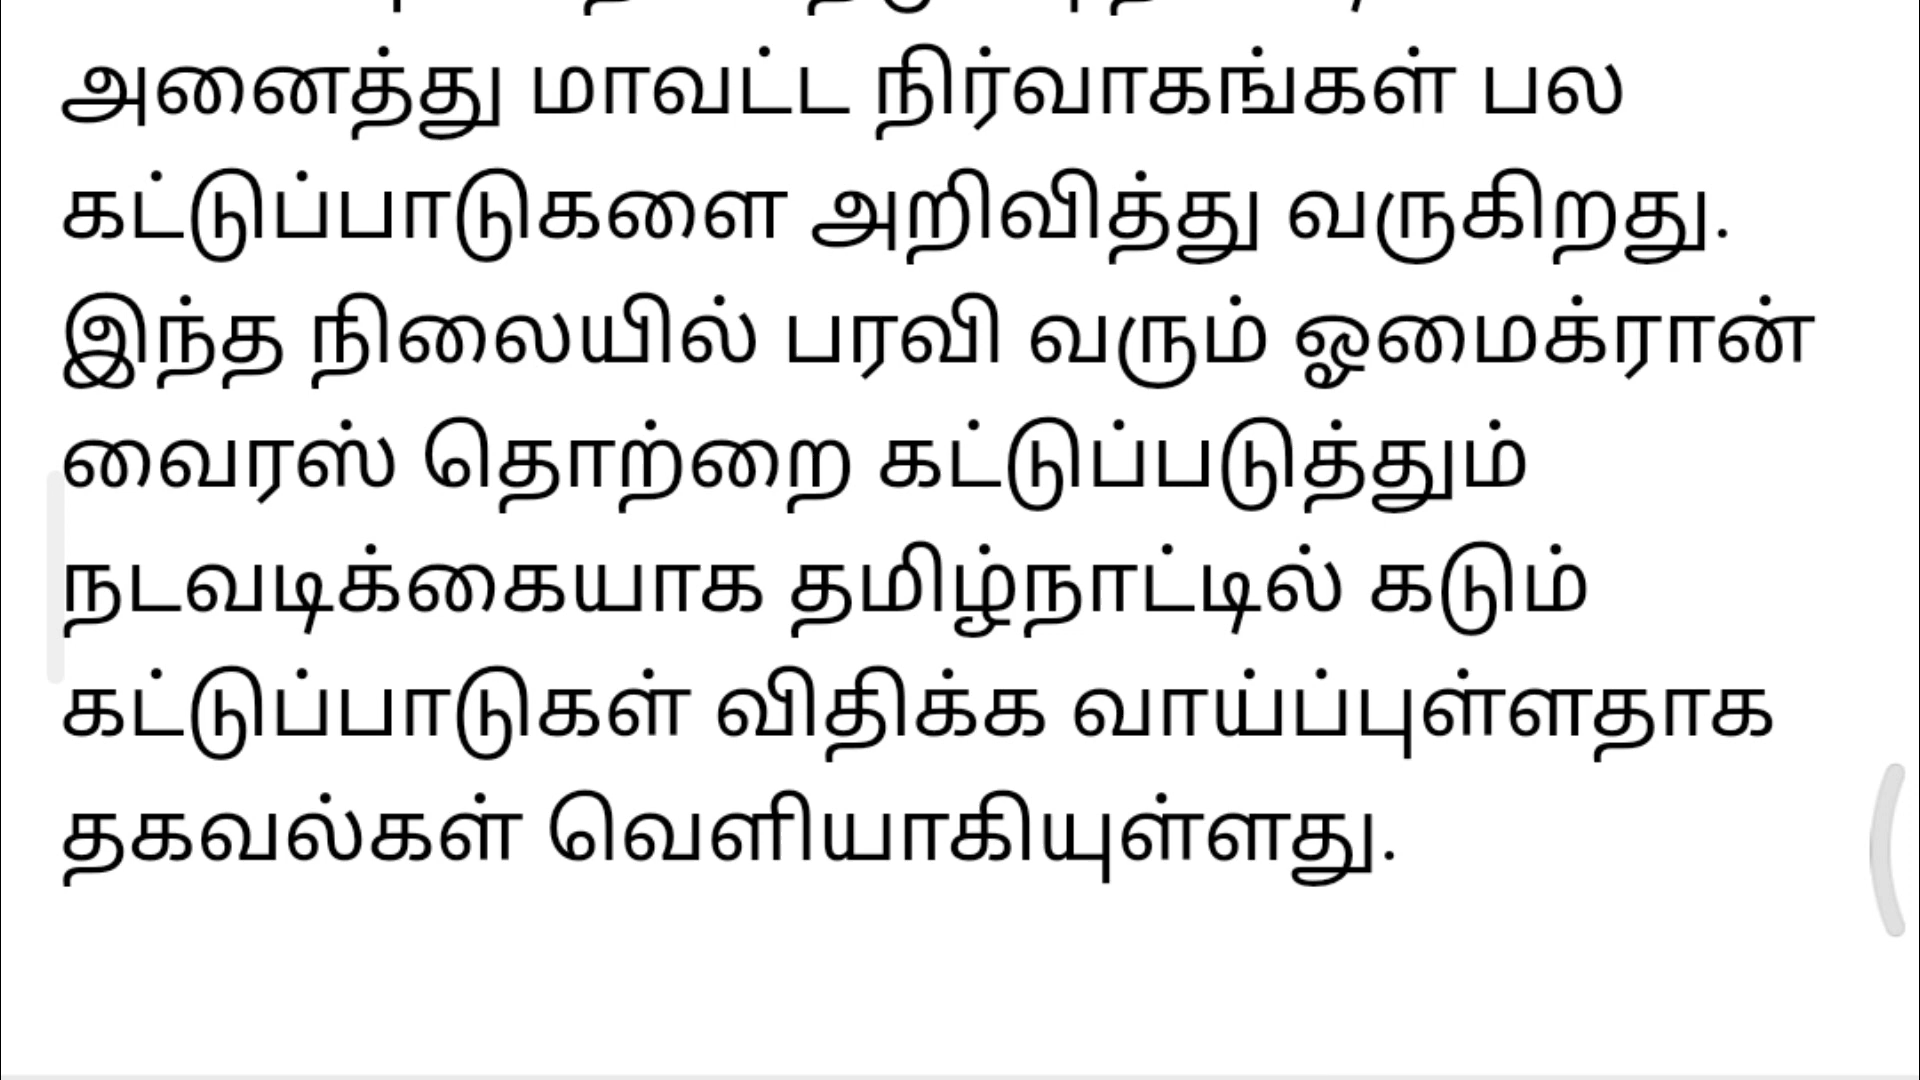 அனைத்து மாவட்ட நிர்வாகங்கள் பல
கட்டுப்பாடுகளை அறிவித்து வருகிறது.
இந்த நிலையில் பரவி வரும் ஓமைக்ரான்
வைரஸ் தொற்றை கட்டுப்படுத்தும்
நடவடிக்கையாக தமிழ்நாட்டில் கடும்
கட்டுப்பாடுகள் விதிக்க வாய்ப்புள்ளதாக
தகவல்கள் வெளியாகியுள்ளது.